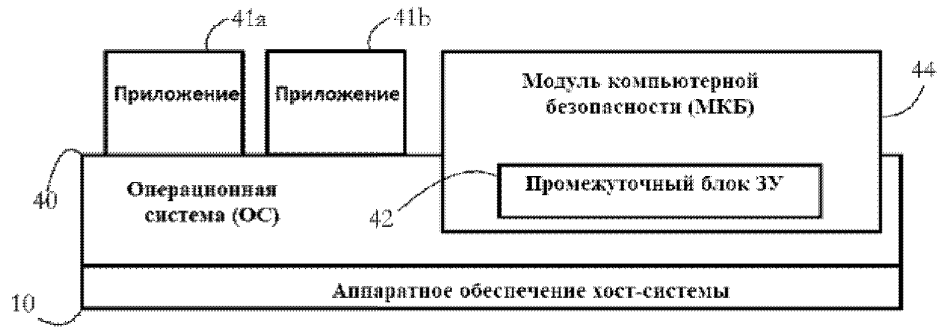 41a
41b
Приложение
Приложение
Модуль компьютерной
безопасности (МКБ)
44
40
Операционная
система (ОС)
42
Промежуточный блок ЗУ
10
Аппаратное обеспечение хост-системы